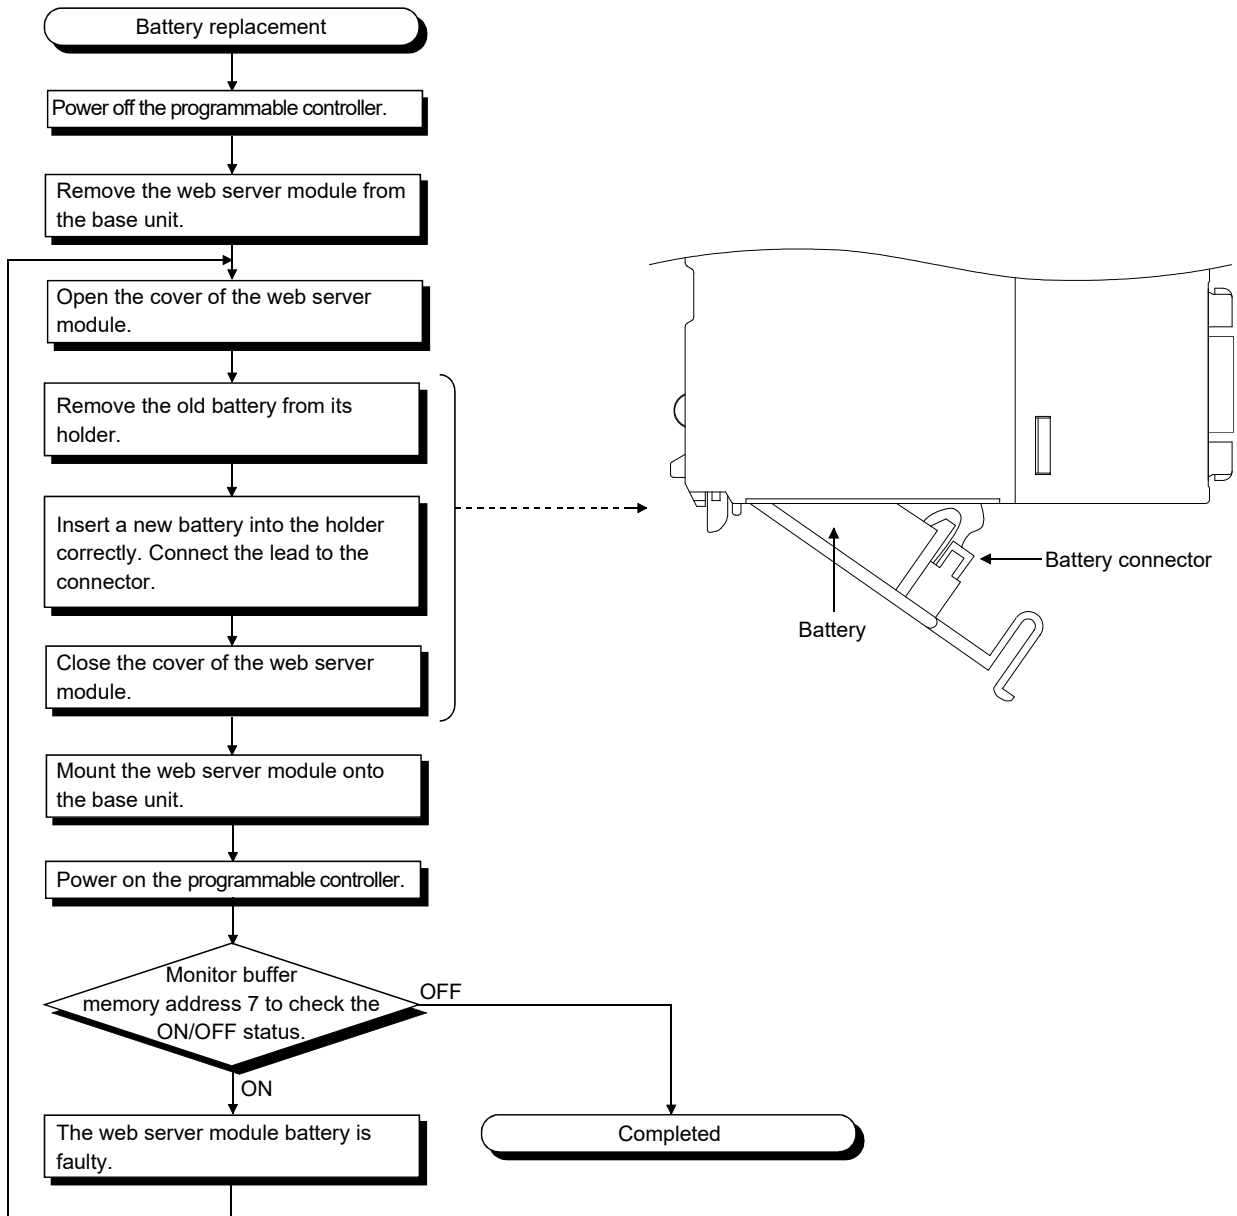 Battery replacement
Power off the programmable controller.
Remove the web server module from
the base unit.
Open the cover of the web server
module.
Remove the old battery from its
holder.
Insert a new battery into the holder
correctly. Connect the lead to the
connector.
Close the cover of the web server
module.
Mount the web server module onto
the base unit.
Power on the programmable controller.
Monitor buffer
memory address 7 to check the
ON/OFF status.
OFF
ON
The web server module battery is
faulty.
Completed
Battery connector
Battery